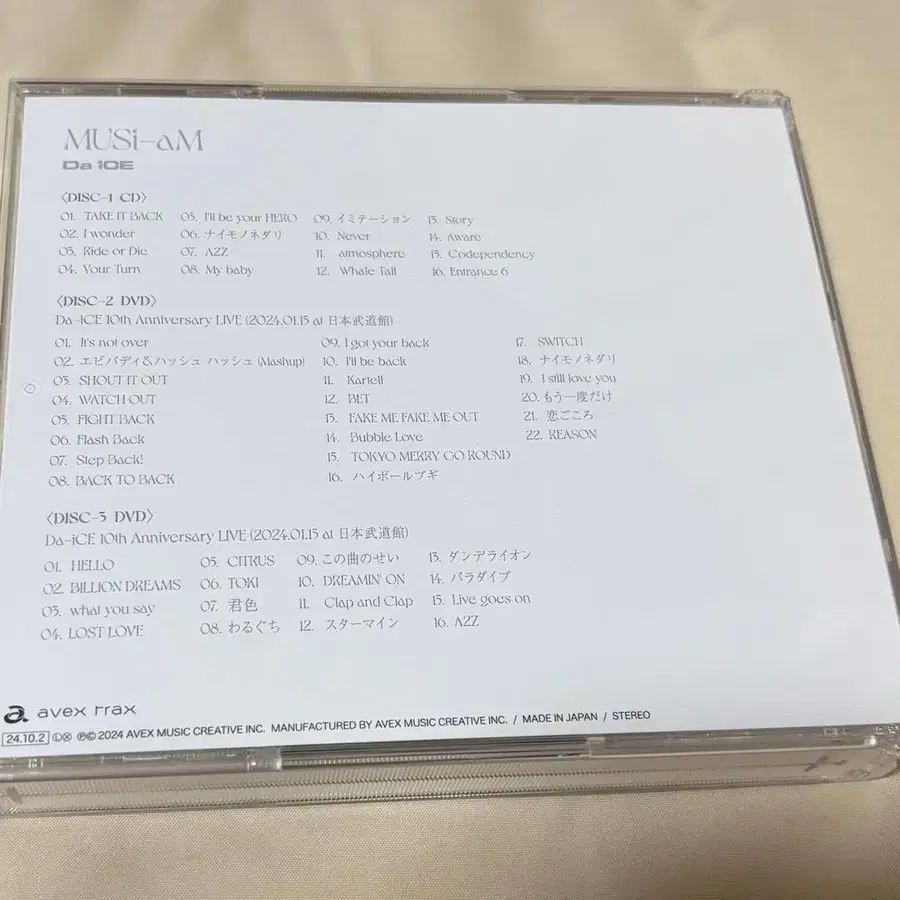 MUSi-aM
Da-iCE
〈DISC-1 CD〉
01. TAKE IT BACK
02. I wonder
03. Ride or Die
04. Your Turn
05. I'll be your HERO
06. ナイモノネダリ
07. A2Z
08. My baby
09. イミテーション
10. Never
11. atmosphere
12. Whale Tail
13. Story
14. Aware
15. Codependency
16. Entrance 6
〈DISC-2 DVD〉
Da-iCE 10th Anniversary LIVE (2024.01.15 at 日本武道館)
01. It's not over
02. エビバディ&ハッシュ ハッシュ (Mashup)
03. SHOUT IT OUT
04. WATCH OUT
05. FIGHT BACK
06. Flash Back
07. Step Back!
08. BACK TO BACK
09. I got your back
10. I'll be back
11. Kartell
12. BET
13. FAKE ME FAKE ME OUT
14. Bubble Love
15. TOKYO MERRY GO ROUND
16. ハイボールブギ
17. SWITCH
18. ナイモノネダリ
19. I still love you
20. もう一度だけ
21. 恋ごころ
22. REASON
〈DISC-3 DVD〉
Da-iCE 10th Anniversary LIVE (2024.01.15 at 日本武道館)
01. HELLO
02. BILLION DREAMS
03. what you say
04. LOST LOVE
05. CITRUS
06. TOKI
07. 君色
08. わるぐち
09. この曲のせい
10. DREAMIN' ON
11. Clap and Clap
12. スターマイン
13. ダンデライオン
14. パラダイブ
15. Live goes on
16. A2Z
a avex trax
24.10.2 Ⓛ Ⓧ ℗© 2024 AVEX MUSIC CREATIVE INC. MANUFACTURED BY AVEX MUSIC CREATIVE INC. / MADE IN JAPAN / STEREO